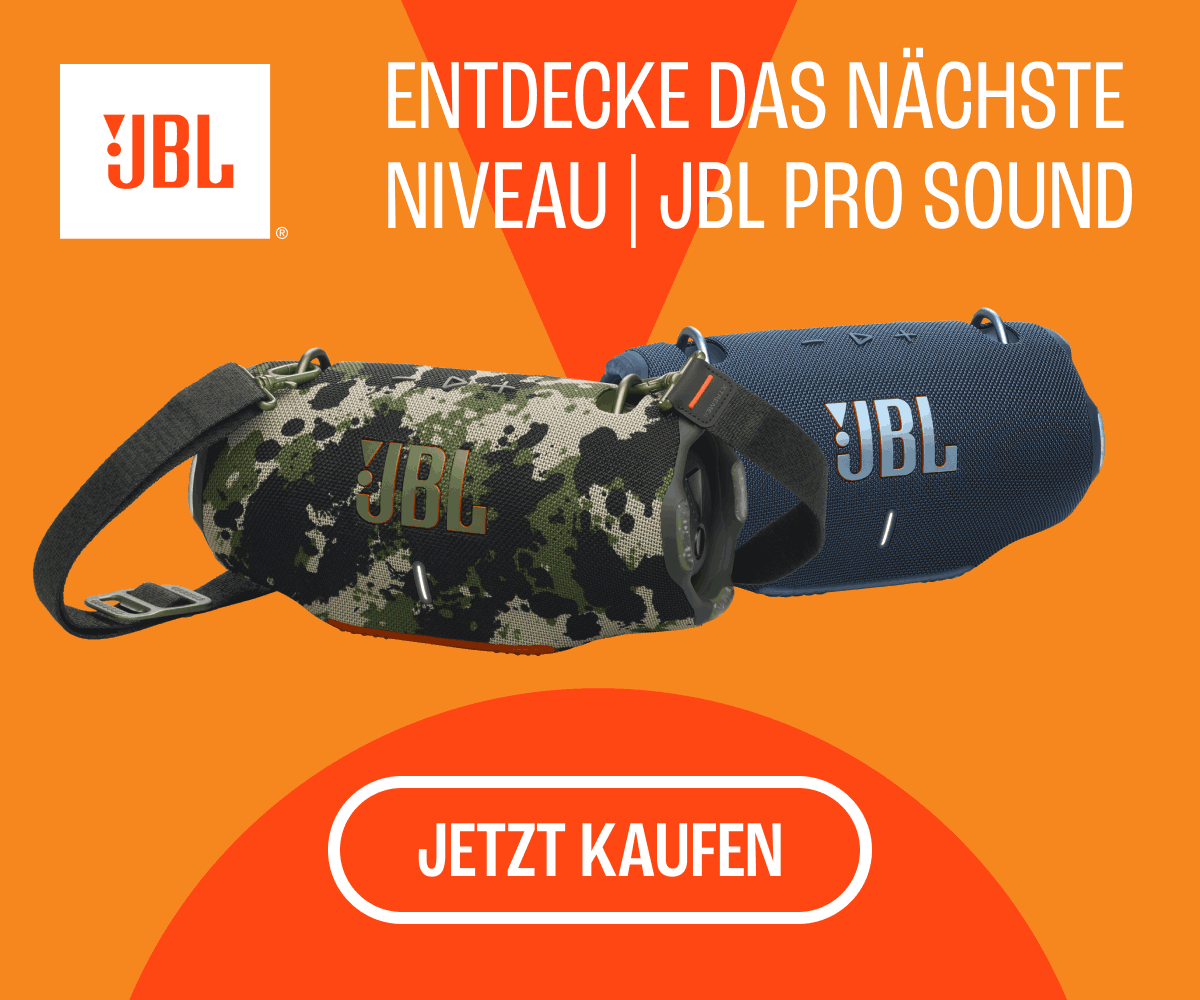 JBL
®
ENTDECKE DAS NÄCHSTE
NIVEAU | JBL PRO SOUND
JBL
JBL
JETZT KAUFEN